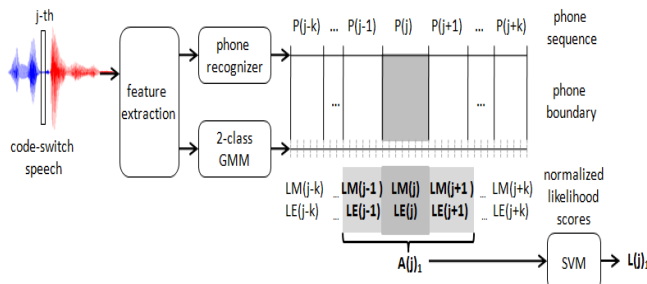 j-th
code-switch
speech
feature
extraction
phone
recognizer
2-class
GMM
P(j-k) ... P(j-1) P(j) P(j+1) ... P(j+k)
phone
sequence
...
...
phone
boundary
LM(j-k) ... LM(j-1) LM(j) LM(j+1) ... LM(j+k)
LE(j-k) ... LE(j-1) LE(j) LE(j+1) ... LE(j+k)
normalized
likelihood
scores
A(j)₁
SVM
L(j)₁